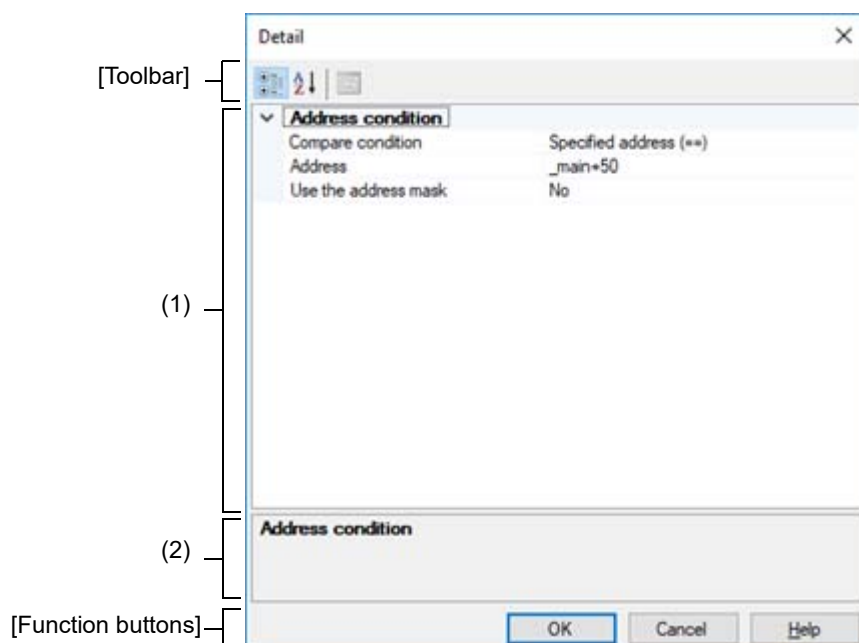 Detail
[Toolbar]
Address condition
Compare condition Specified address (==)
Address _main+50
Use the address mask No
(1)
(2)
Address condition
[Function buttons]
OK Cancel Help